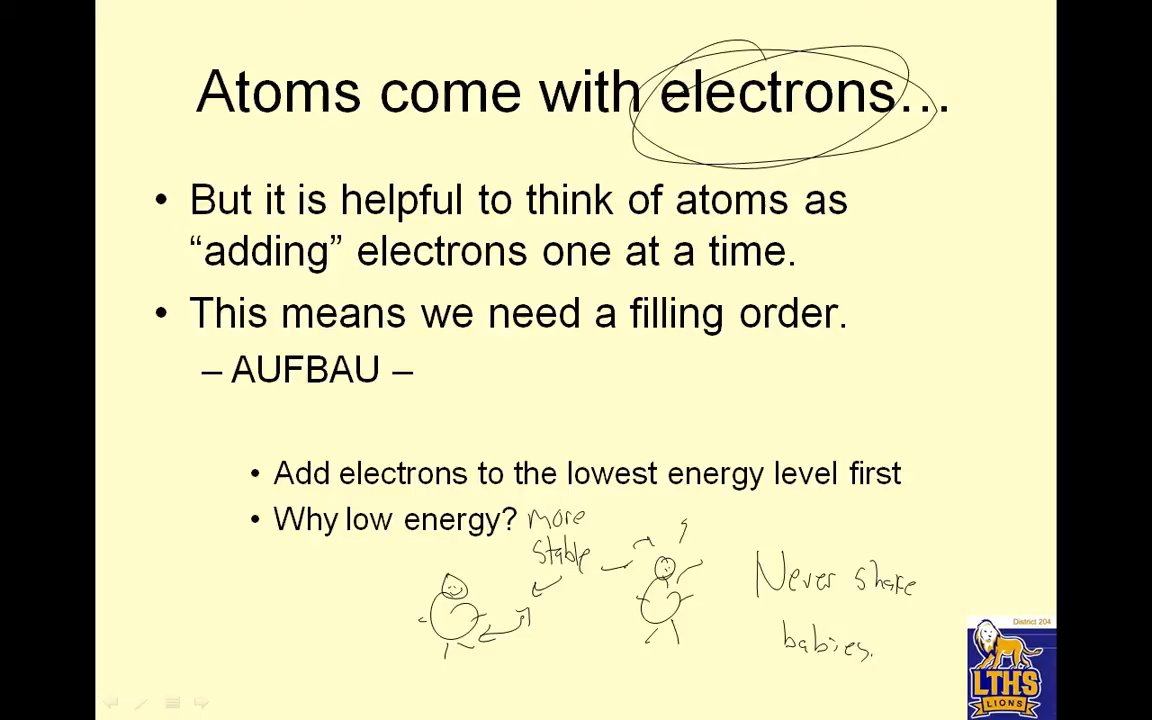 Atoms come with electrons...
• But it is helpful to think of atoms as
“adding” electrons one at a time.
• This means we need a filling order.
– AUFBAU –
• Add electrons to the lowest energy level first
• Why low energy? more
stable
Never shake
babies.
District 204
LTHS
LIONS